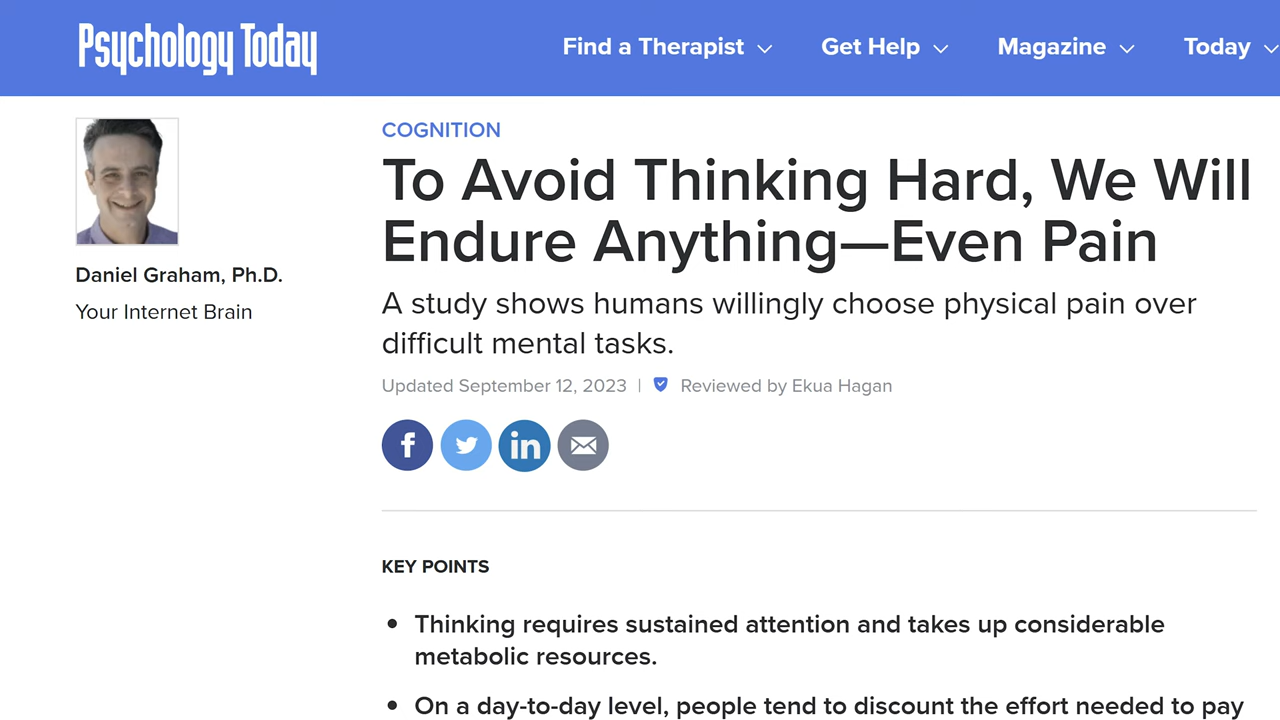 Psychology Today
Find a Therapist
Get Help
Magazine
Today
Daniel Graham, Ph.D.
Your Internet Brain
COGNITION
To Avoid Thinking Hard, We Will
Endure Anything—Even Pain
A study shows humans willingly choose physical pain over
difficult mental tasks.
Updated September 12, 2023 | Reviewed by Ekua Hagan
f
in
KEY POINTS
• Thinking requires sustained attention and takes up considerable
metabolic resources.
• On a day-to-day level, people tend to discount the effort needed to pay